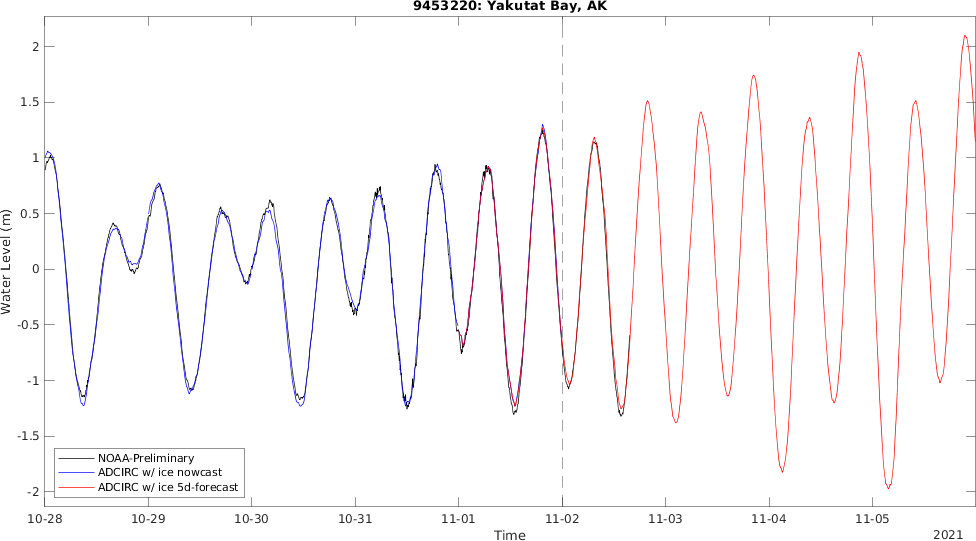 9453220: Yakutat Bay, AK
Water Level (m)
2
1.5
1
0.5
0
-0.5
-1
-1.5
-2
NOAA-Preliminary
ADCIRC w/ ice nowcast
ADCIRC w/ ice 5d-forecast
10-28 10-29 10-30 10-31 11-01 11-02 11-03 11-04 11-05
Time
2021